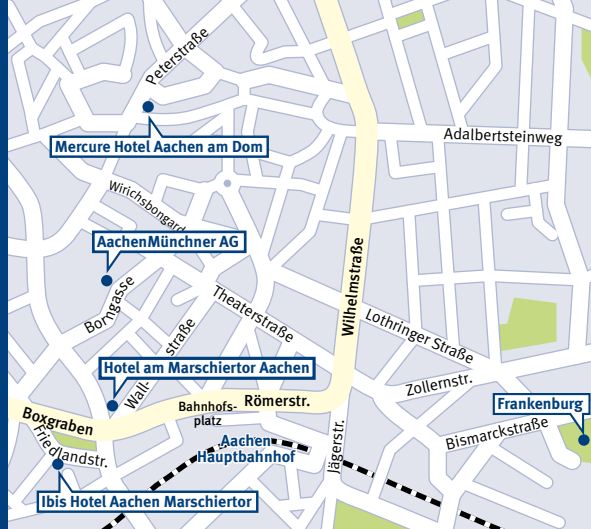 Peterstraße
Adalbertsteinweg
Mercure Hotel Aachen am Dom
Wirichsbongard
AachenMünchner AG
Borngasse
Theaterstraße
Wilhelmstraße
Lothringer Straße
Wall-
straße
Hotel am Marschiertor Aachen
Zollernstr.
Boxgraben
Bahnhofs-
platz
Römerstr.
Frankenburg
Friedlandstr.
Aachen
Hauptbahnhof
Jägerstr.
Bismarckstraße
Ibis Hotel Aachen Marschiertor